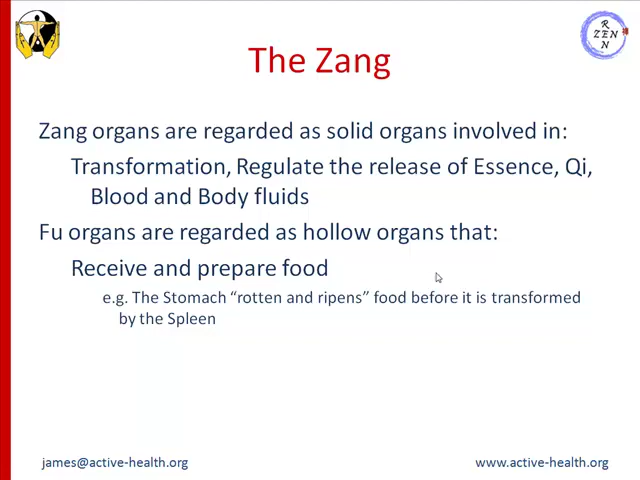 R
ZEN
N
The Zang
Zang organs are regarded as solid organs involved in:
Transformation, Regulate the release of Essence, Qi,
Blood and Body fluids
Fu organs are regarded as hollow organs that:
Receive and prepare food
e.g. The Stomach “rotten and ripens” food before it is transformed
by the Spleen
james@active-health.org
www.active-health.org